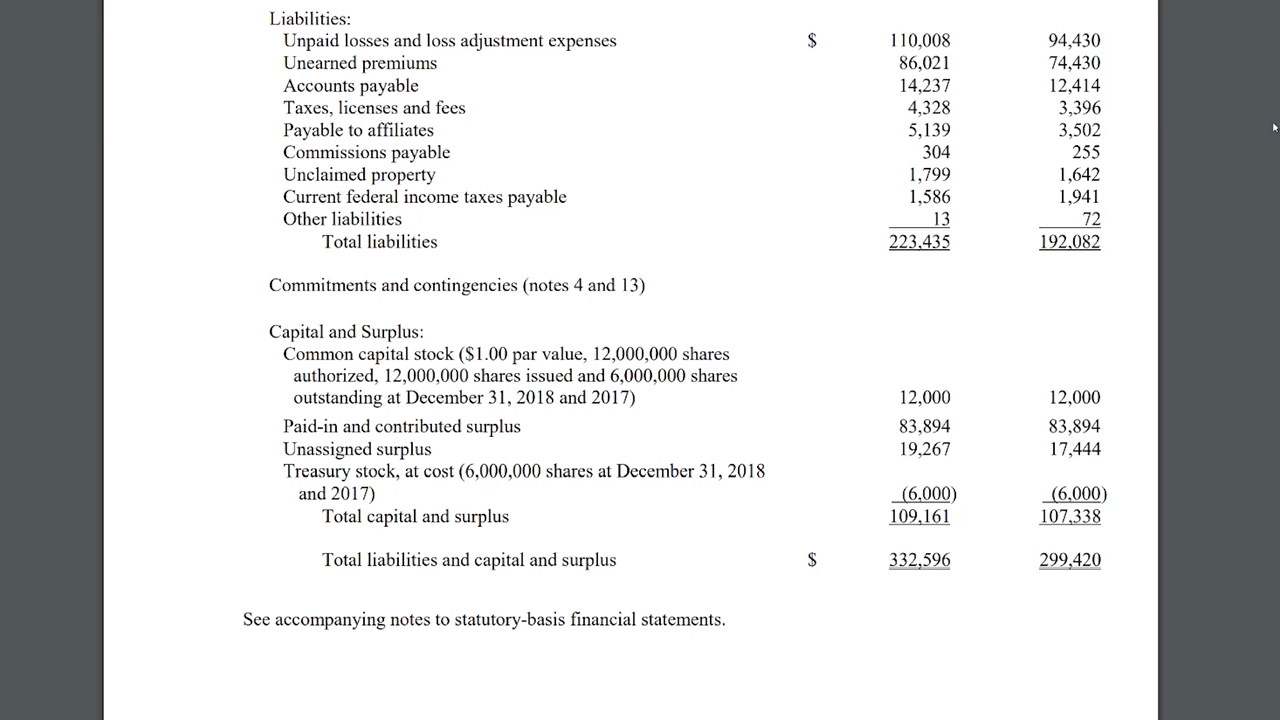 Liabilities:
Unpaid losses and loss adjustment expenses $ 110,008 94,430
Unearned premiums 86,021 74,430
Accounts payable 14,237 12,414
Taxes, licenses and fees 4,328 3,396
Payable to affiliates 5,139 3,502
Commissions payable 304 255
Unclaimed property 1,799 1,642
Current federal income taxes payable 1,586 1,941
Other liabilities 13 72
Total liabilities 223,435 192,082
Commitments and contingencies (notes 4 and 13)
Capital and Surplus:
Common capital stock ($1.00 par value, 12,000,000 shares
authorized, 12,000,000 shares issued and 6,000,000 shares
outstanding at December 31, 2018 and 2017) 12,000 12,000
Paid-in and contributed surplus 83,894 83,894
Unassigned surplus 19,267 17,444
Treasury stock, at cost (6,000,000 shares at December 31, 2018
and 2017) (6,000) (6,000)
Total capital and surplus 109,161 107,338
Total liabilities and capital and surplus $ 332,596 299,420
See accompanying notes to statutory-basis financial statements.